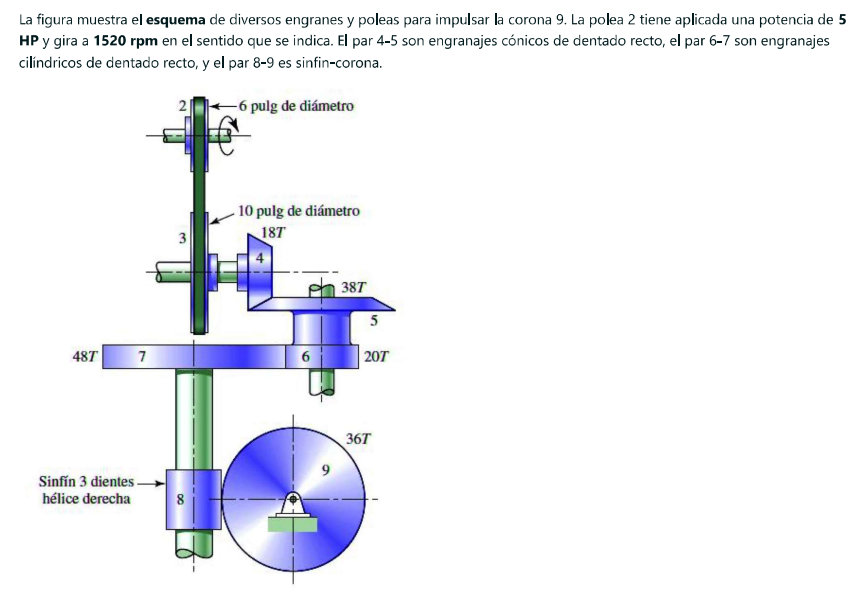 La figura muestra el esquema de diversos engranes y poleas para impulsar la corona 9. La polea 2 tiene aplicada una potencia de 5
HP y gira a 1520 rpm en el sentido que se indica. El par 4-5 son engranajes cónicos de dentado recto, el par 6-7 son engranajes
cilíndricos de dentado recto, y el par 8-9 es sinfin-corona.
2
6 pulg de diámetro
10 pulg de diámetro
3
18T
4
38T
5
48T
7
6
20T
36T
9
Sinfín 3 dientes
hélice derecha
8